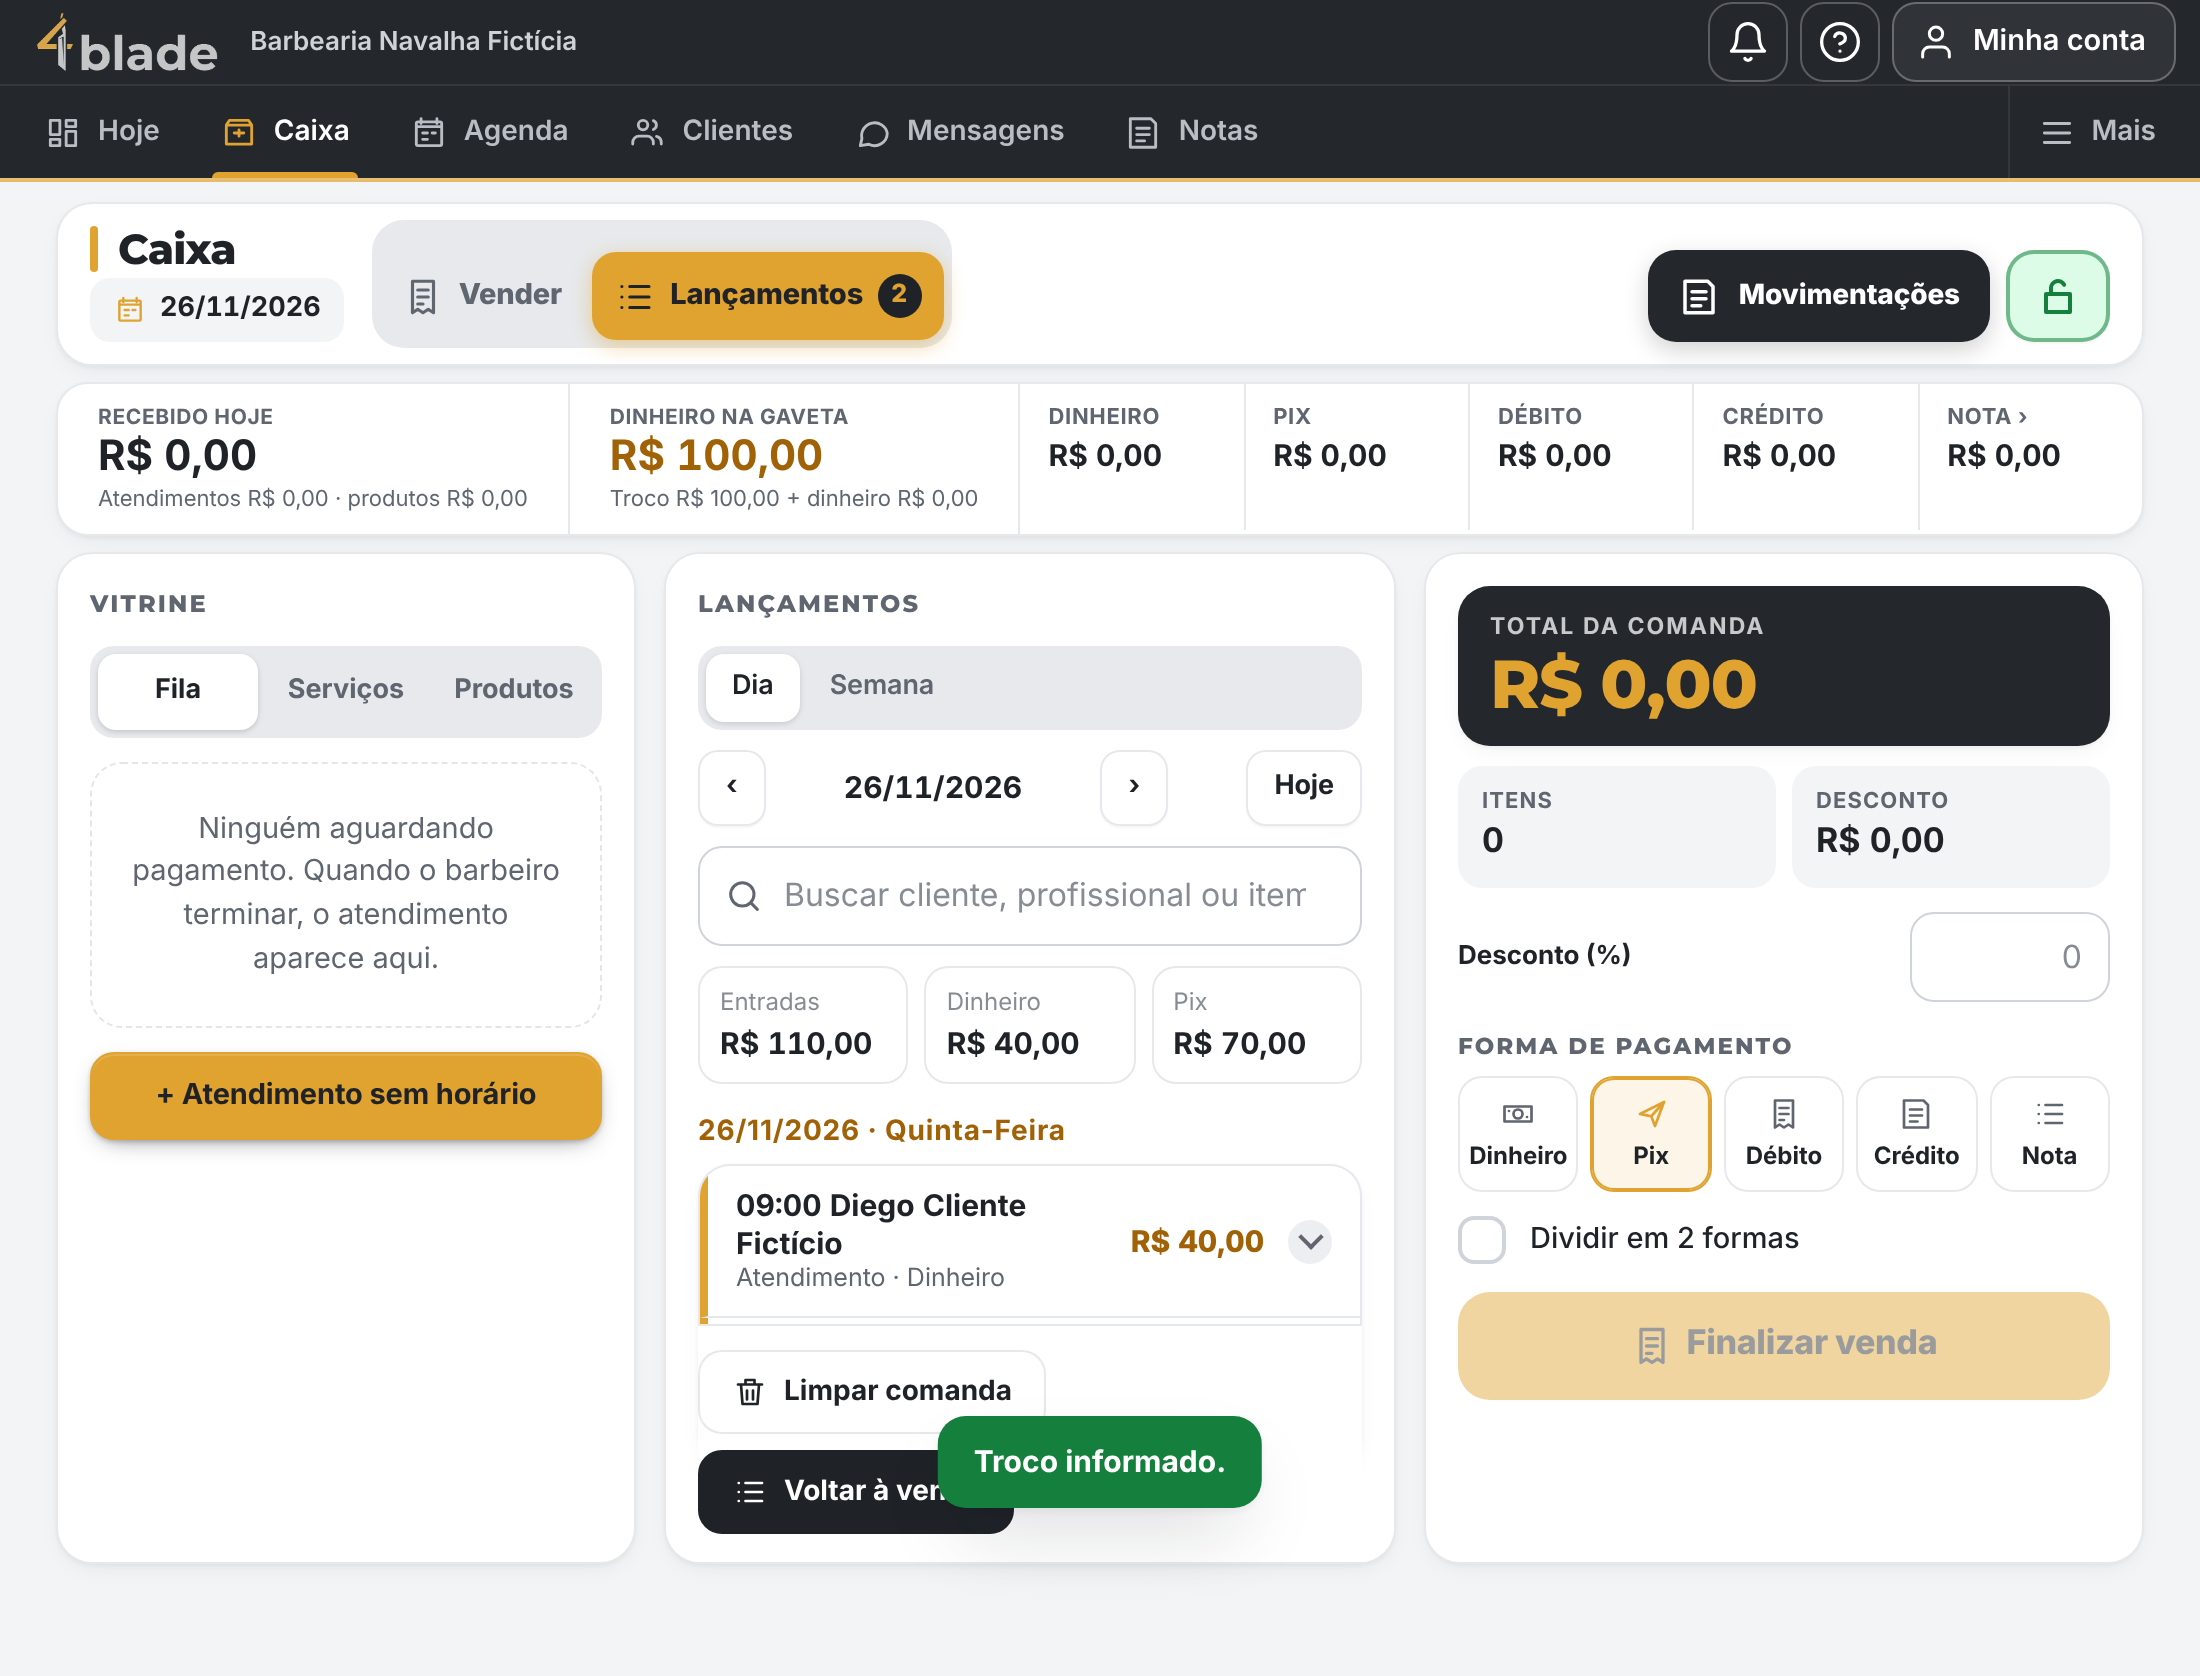 4blade
Barbearia Navalha Fictícia
Minha conta
Hoje
Caixa
Agenda
Clientes
Mensagens
Notas
Mais
Caixa
26/11/2026
Vender
Lançamentos 2
Movimentações
RECEBIDO HOJE
R$ 0,00
Atendimentos R$ 0,00 · produtos R$ 0,00
DINHEIRO NA GAVETA
R$ 100,00
Troco R$ 100,00 + dinheiro R$ 0,00
DINHEIRO
R$ 0,00
PIX
R$ 0,00
DÉBITO
R$ 0,00
CRÉDITO
R$ 0,00
NOTA ›
R$ 0,00
VITRINE
Fila
Serviços
Produtos
Ninguém aguardando
pagamento. Quando o barbeiro
terminar, o atendimento
aparece aqui.
+ Atendimento sem horário
LANÇAMENTOS
Dia
Semana
‹
26/11/2026
›
Hoje
Buscar cliente, profissional ou item
Entradas
R$ 110,00
Dinheiro
R$ 40,00
Pix
R$ 70,00
26/11/2026 · Quinta-Feira
09:00 Diego Cliente
Fictício
Atendimento · Dinheiro
R$ 40,00
Limpar comanda
Voltar à
Troco informado.
TOTAL DA COMANDA
R$ 0,00
ITENS
0
DESCONTO
R$ 0,00
Desconto (%)
0
FORMA DE PAGAMENTO
Dinheiro
Pix
Débito
Crédito
Nota
Dividir em 2 formas
Finalizar venda